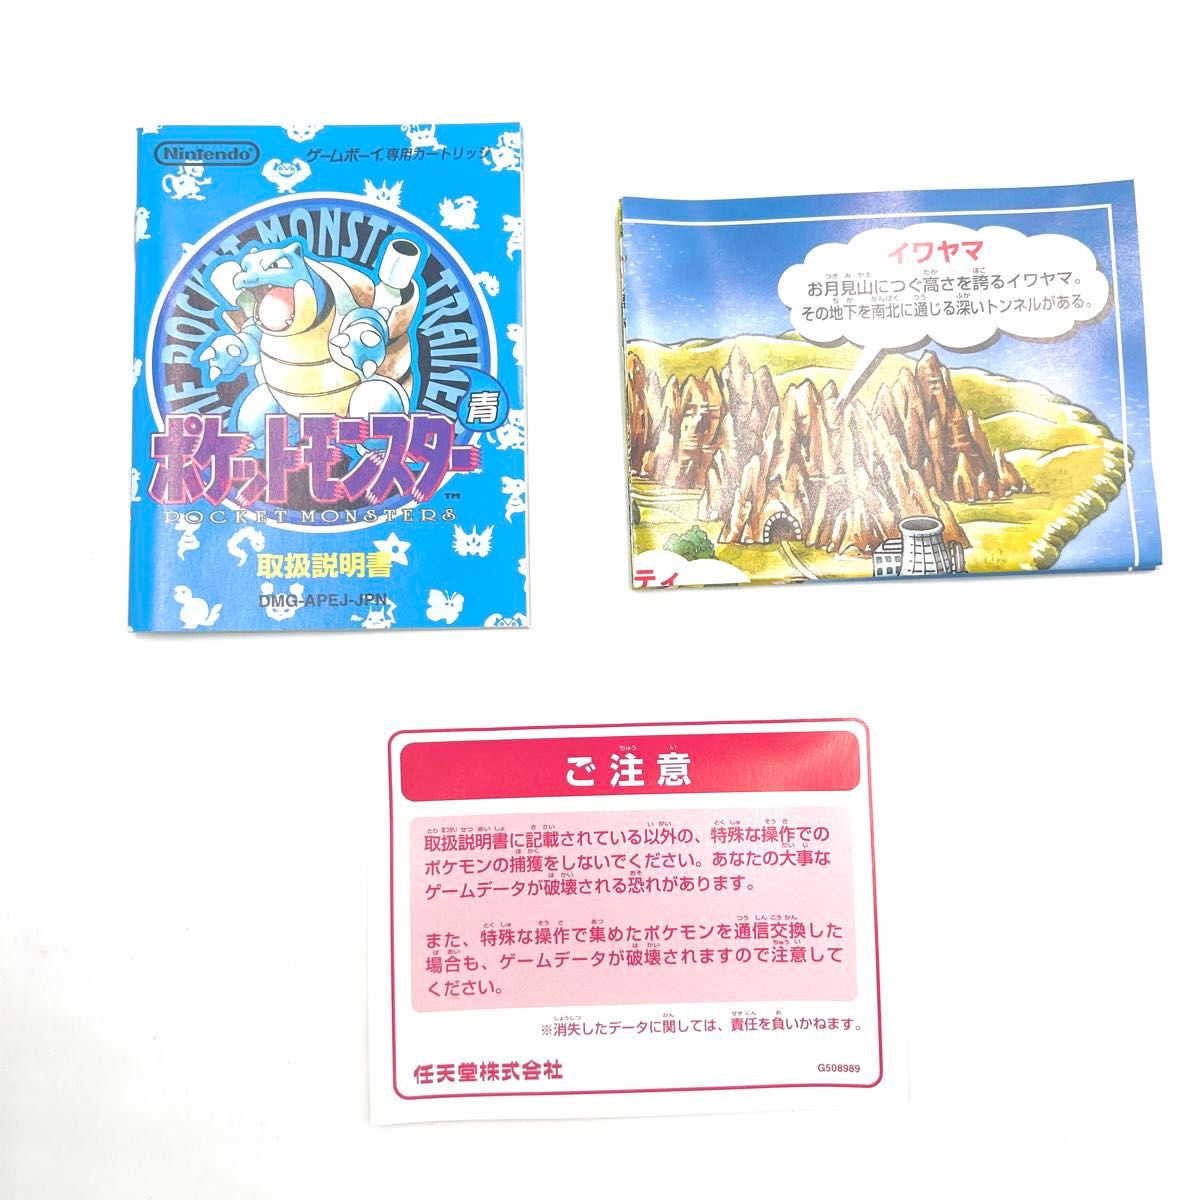 Nintendo
ゲームボーイ専用カートリッジ
POCKET MONSTER TRAINER
青
ポケットモンスター
TM
POCKET MONSTERS
取扱説明書
DMG-APEJ-JPN
イワヤマ
お月見山につぐ高さを誇るイワヤマ。
その地下を南北に通じる深いトンネルがある。
ティ
ご注意
取扱説明書に記載されている以外の、特殊な操作での
ポケモンの捕獲をしないでください。あなたの大事な
ゲームデータが破壊される恐れがあります。
また、特殊な操作で集めたポケモンを通信交換した
場合も、ゲームデータが破壊されますので注意して
ください。
※消失したデータに関しては、責任を負いかねます。
任天堂株式会社
G508989